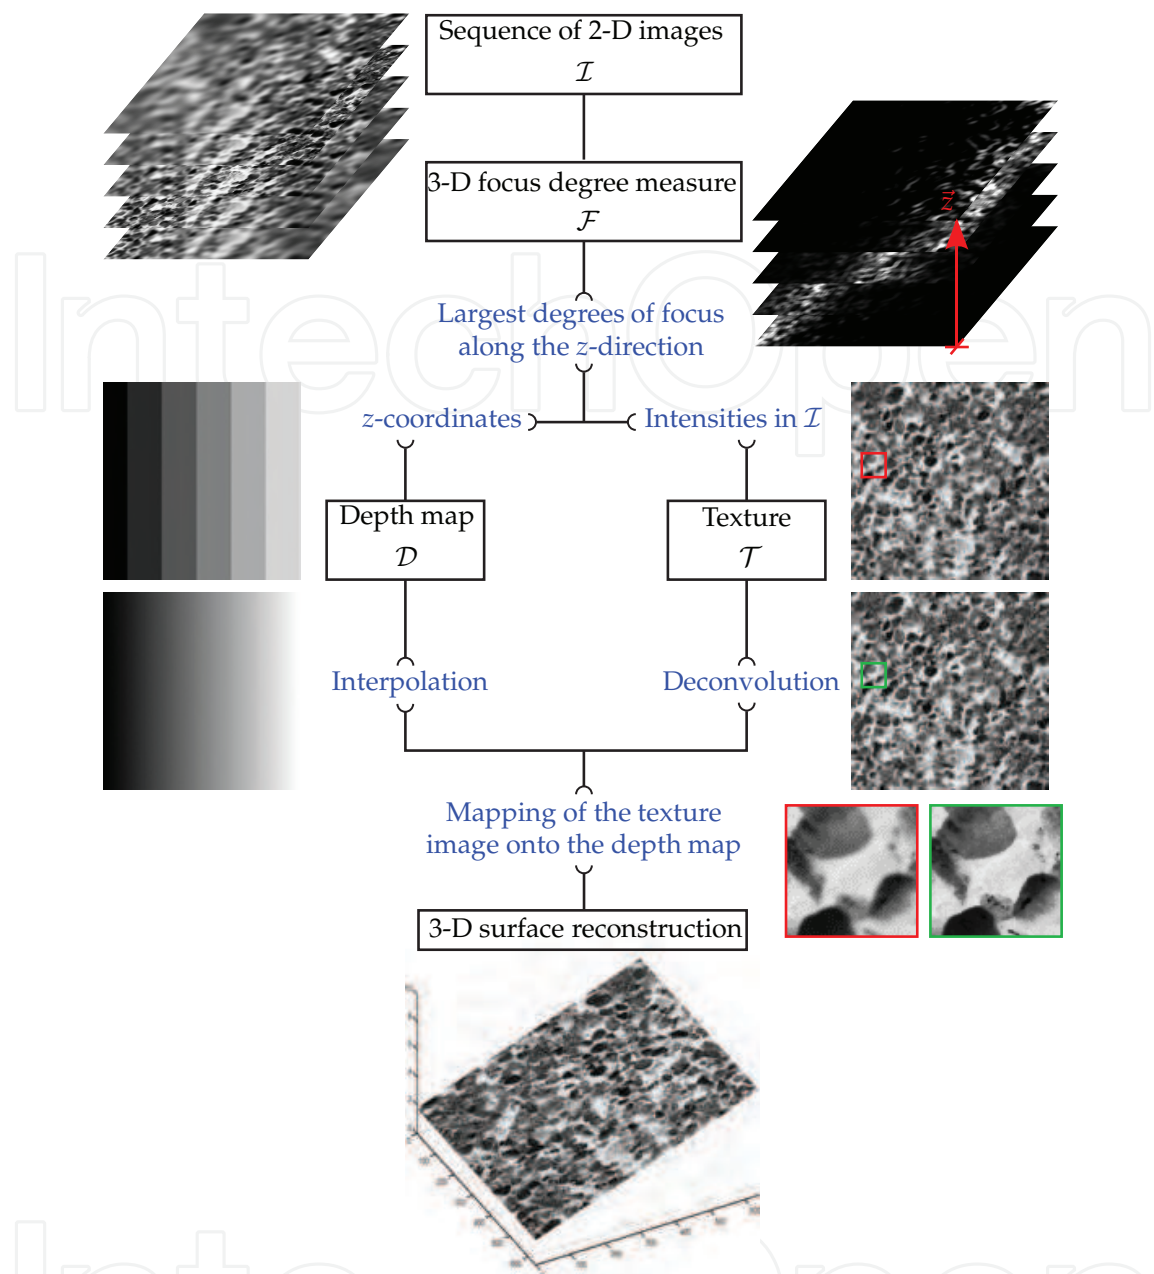 Sequence of 2-D images
ℐ
3-D focus degree measure
ℱ
z⃗
Largest degrees of focus
along the z-direction
z-coordinates
Intensities in ℐ
Depth map
𝒟
Texture
𝒯
Interpolation
Deconvolution
Mapping of the texture
image onto the depth map
3-D surface reconstruction
IntechOpen